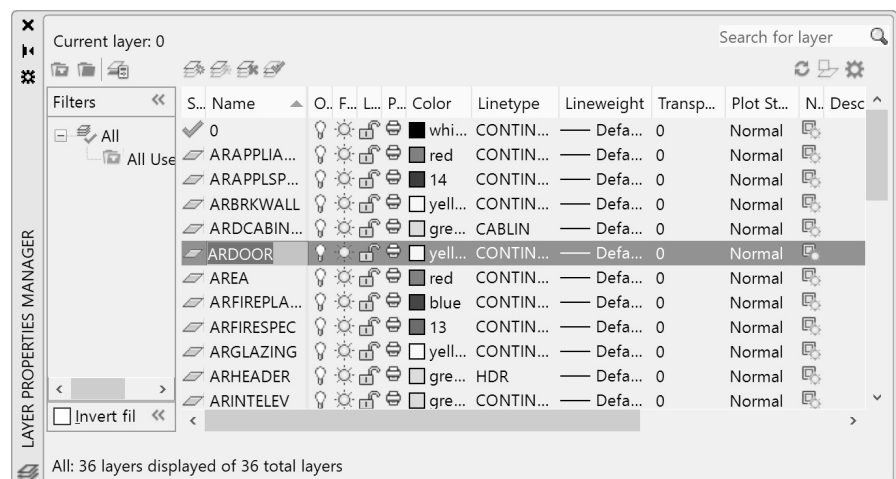 Current layer: 0
Search for layer
Filters
S... Name O.. F... L... P... Color Linetype Lineweight Transp... Plot St... N.. Desc
All
All Use
0 whi... CONTIN... Defa... 0 Normal
ARAPPLIA... red CONTIN... Defa... 0 Normal
ARAPPLSP... 14 CONTIN... Defa... 0 Normal
ARBRKWALL yell... CONTIN... Defa... 0 Normal
ARDCABIN... gre... CABLIN Defa... 0 Normal
ARDOOR yell... CONTIN... Defa... 0 Normal
AREA red CONTIN... Defa... 0 Normal
ARFIREPLA... blue CONTIN... Defa... 0 Normal
ARFIRESPEC 13 CONTIN... Defa... 0 Normal
ARGLAZING yell... CONTIN... Defa... 0 Normal
ARHEADER gre... HDR Defa... 0 Normal
ARINTELEV gre... CONTIN... Defa... 0 Normal
Invert fil
LAYER PROPERTIES MANAGER
All: 36 layers displayed of 36 total layers